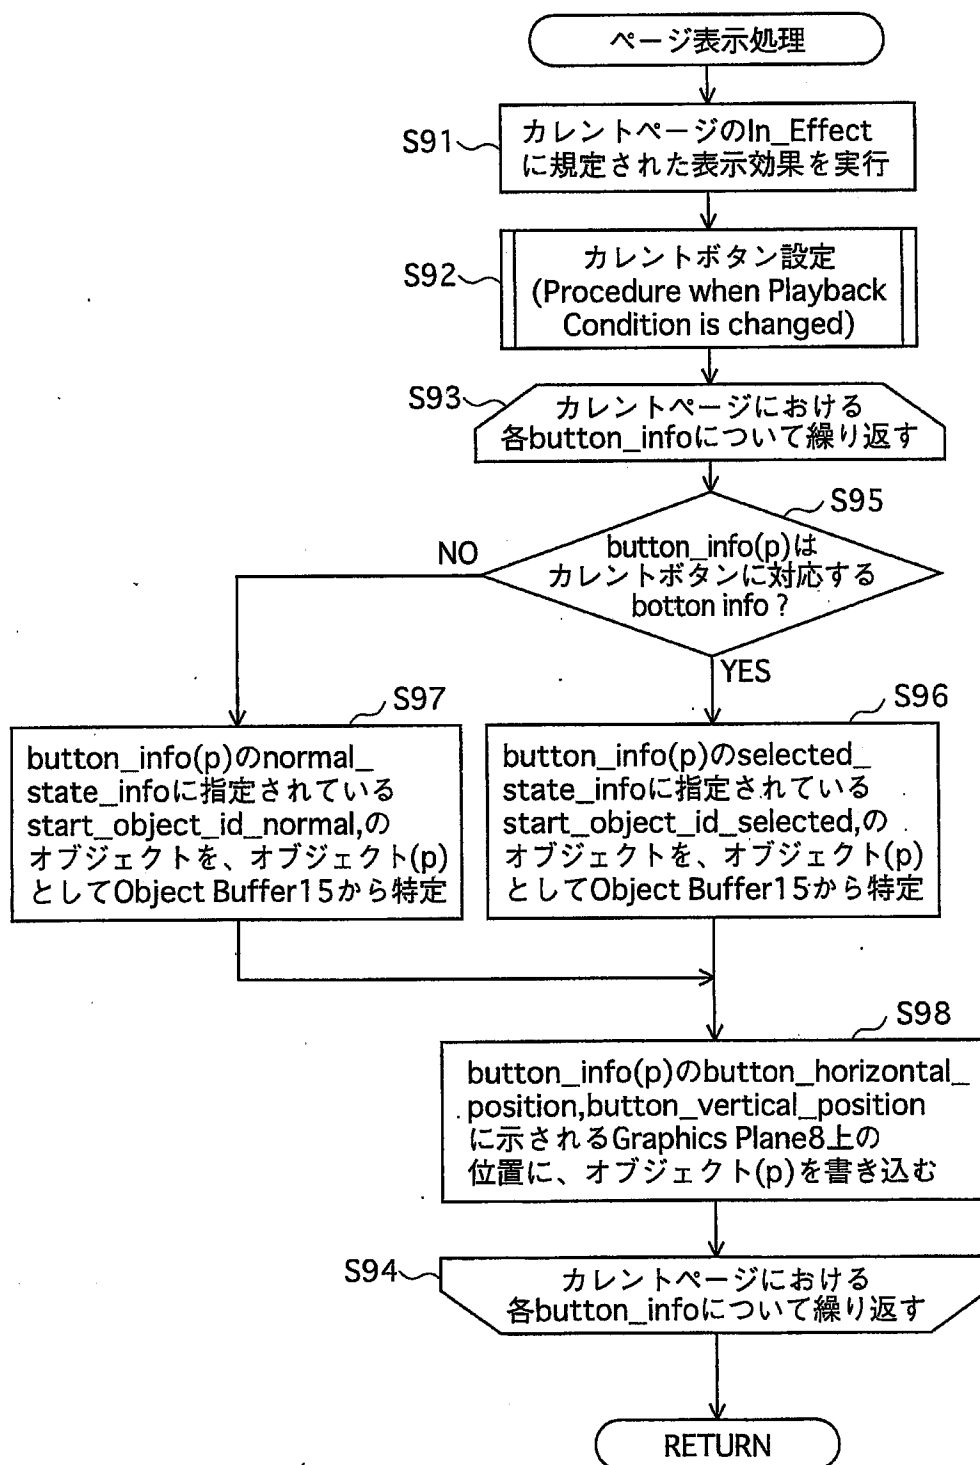 ページ表示処理
S91
カレントページのIn_Effect
に規定された表示効果を実行
S92
カレントボタン設定
(Procedure when Playback
Condition is changed)
S93
カレントページにおける
各button_infoについて繰り返す
S95
button_info(p)は
カレントボタンに対応する
botton info ?
NO
YES
S97
button_info(p)のnormal_
state_infoに指定されている
start_object_id_normal,の
オブジェクトを、オブジェクト(p)
としてObject Buffer15から特定
S96
button_info(p)のselected_
state_infoに指定されている
start_object_id_selected,の
オブジェクトを、オブジェクト(p)
としてObject Buffer15から特定
S98
button_info(p)のbutton_horizontal_
position,button_vertical_position
に示されるGraphics Plane8上の
位置に、オブジェクト(p)を書き込む
S94
カレントページにおける
各button_infoについて繰り返す
RETURN